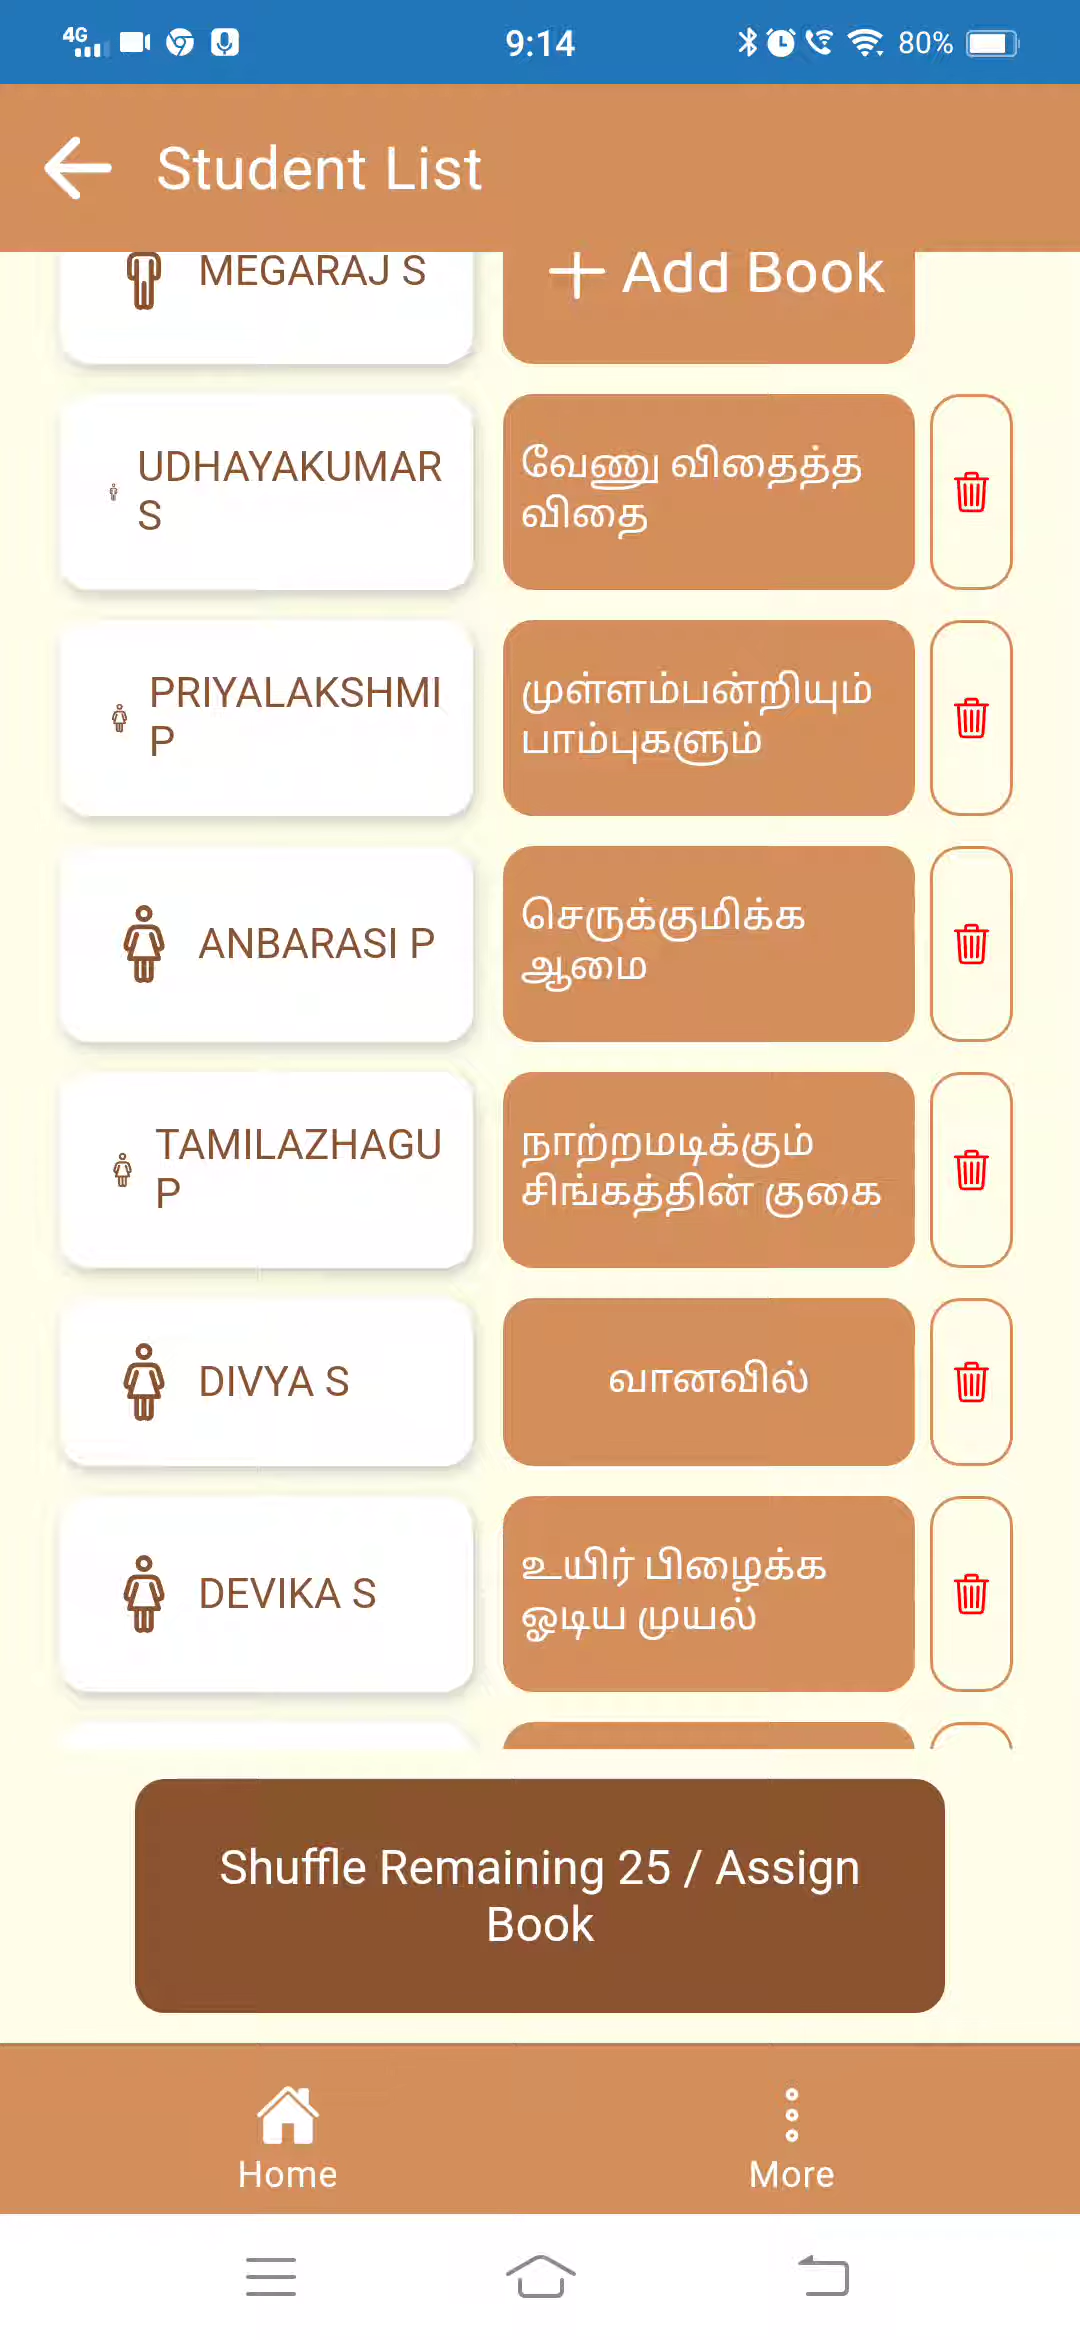 4G
9:14
80%
Student List
MEGARAJ S
Add Book
UDHAYAKUMAR
S
வேணு விதைத்த
விதை
PRIYALAKSHMI
P
முள்ளம்பன்றியும்
பாம்புகளும்
ANBARASI P
செருக்குமிக்க
ஆமை
TAMILAZHAGU
P
நாற்றமடிக்கும்
சிங்கத்தின் குகை
DIVYA S
வானவில்
DEVIKA S
உயிர் பிழைக்க
ஓடிய முயல்
Shuffle Remaining 25 / Assign
Book
Home
More